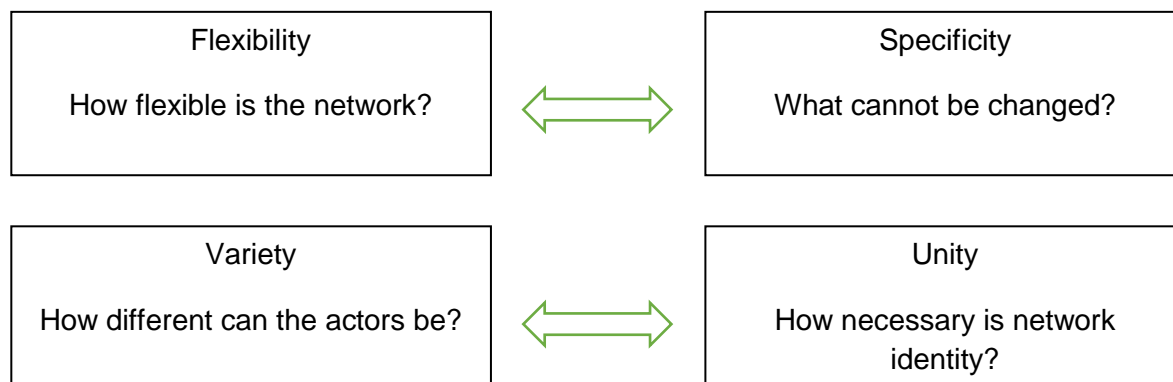 Flexibility
How flexible is the network?
Specificity
What cannot be changed?
Variety
How different can the actors be?
Unity
How necessary is network
identity?